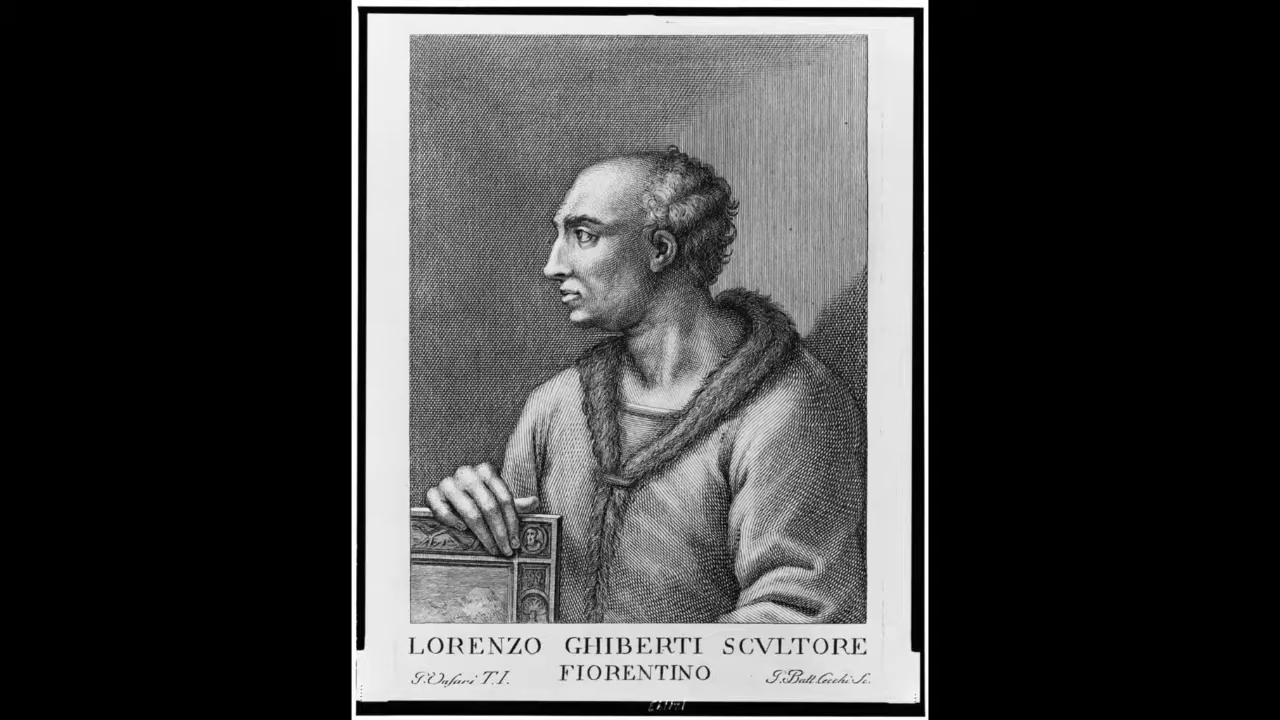 LORENZO GHIBERTI SCVLTORE
FIORENTINO
G. Vasari T. I.
G. Batt. Cecchi Sc.